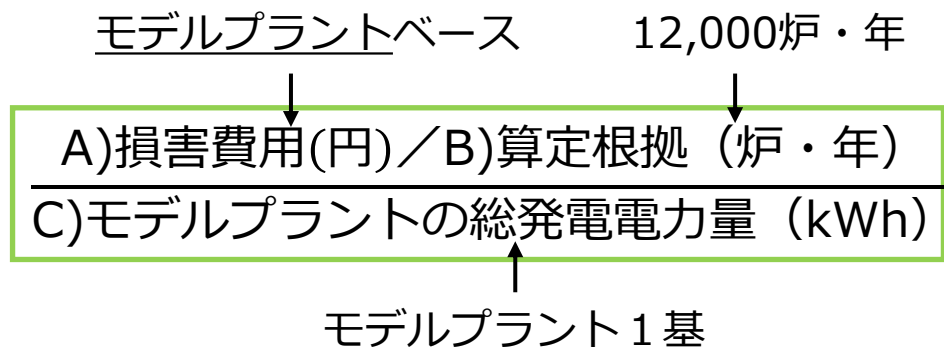 モデルプラントベース 12,000炉・年
A)損害費用(円)／B)算定根拠（炉・年）
C)モデルプラントの総発電電力量（kWh）
モデルプラント１基